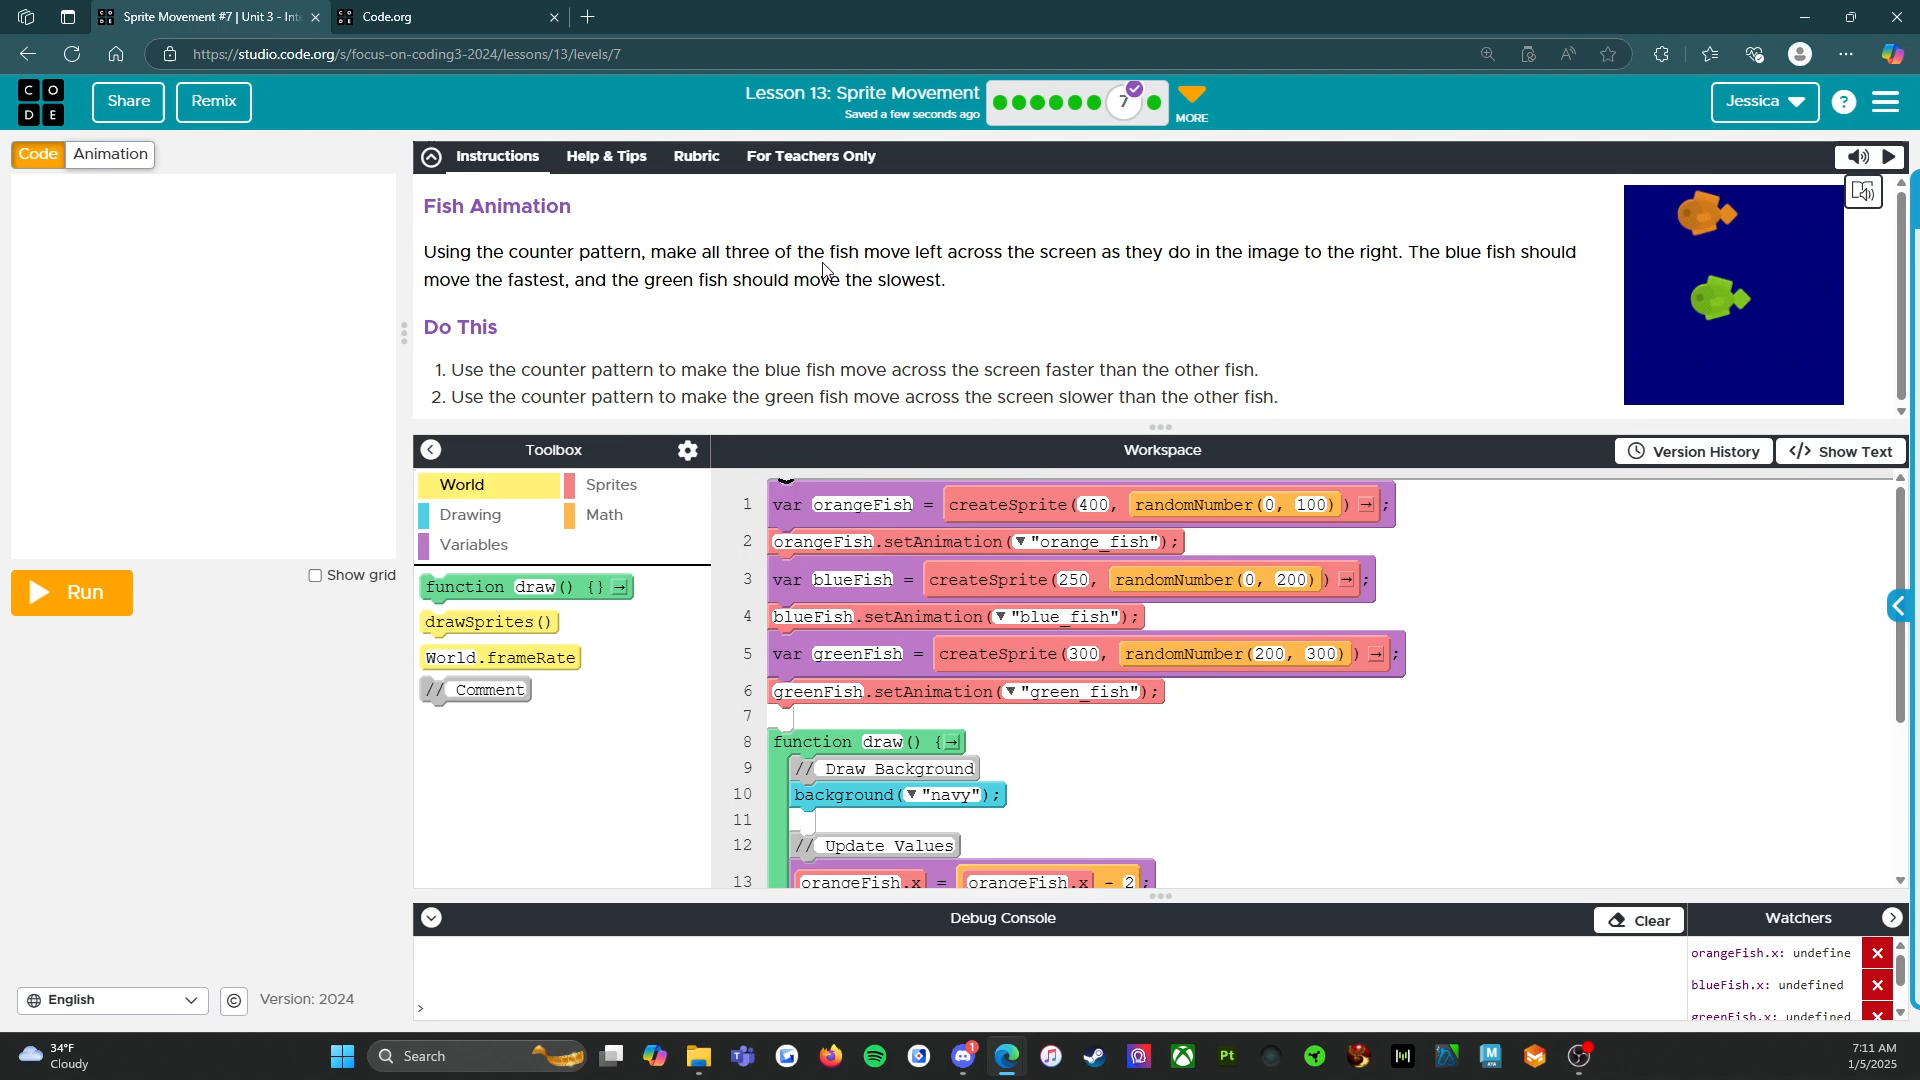 Sprite Movement #7 | Unit 3 - Int
Code.org
https://studio.code.org/s/focus-on-coding3-2024/lessons/13/levels/7
C O
D E
Share
Remix
Lesson 13: Sprite Movement
Saved a few seconds ago
7
MORE
Jessica
?
Code
Animation
Instructions
Help & Tips
Rubric
For Teachers Only
Fish Animation
Using the counter pattern, make all three of the fish move left across the screen as they do in the image to the right. The blue fish should
move the fastest, and the green fish should move the slowest.
Do This
1. Use the counter pattern to make the blue fish move across the screen faster than the other fish.
2. Use the counter pattern to make the green fish move across the screen slower than the other fish.
Run
Show grid
Toolbox
Workspace
Version History
</> Show Text
World
Sprites
Drawing
Math
Variables
function draw() {} →
drawSprites()
World.frameRate
// Comment
1 var orangeFish = createSprite(400, randomNumber(0, 100)) → ;
2 orangeFish.setAnimation(▼ "orange_fish");
3 var blueFish = createSprite(250, randomNumber(0, 200)) → ;
4 blueFish.setAnimation(▼ "blue_fish");
5 var greenFish = createSprite(300, randomNumber(200, 300)) → ;
6 greenFish.setAnimation(▼ "green_fish");
7
8 function draw() {→
9 // Draw Background
10 background(▼ "navy");
11
12 // Update Values
13 orangeFish.x = orangeFish.x - 2;
Debug Console
Clear
Watchers
orangeFish.x: undefine
blueFish.x: undefined
greenFish.x: undefined
>
English
©
Version: 2024
34°F
Cloudy
Search
1
Pt
M
7:11 AM
1/5/2025